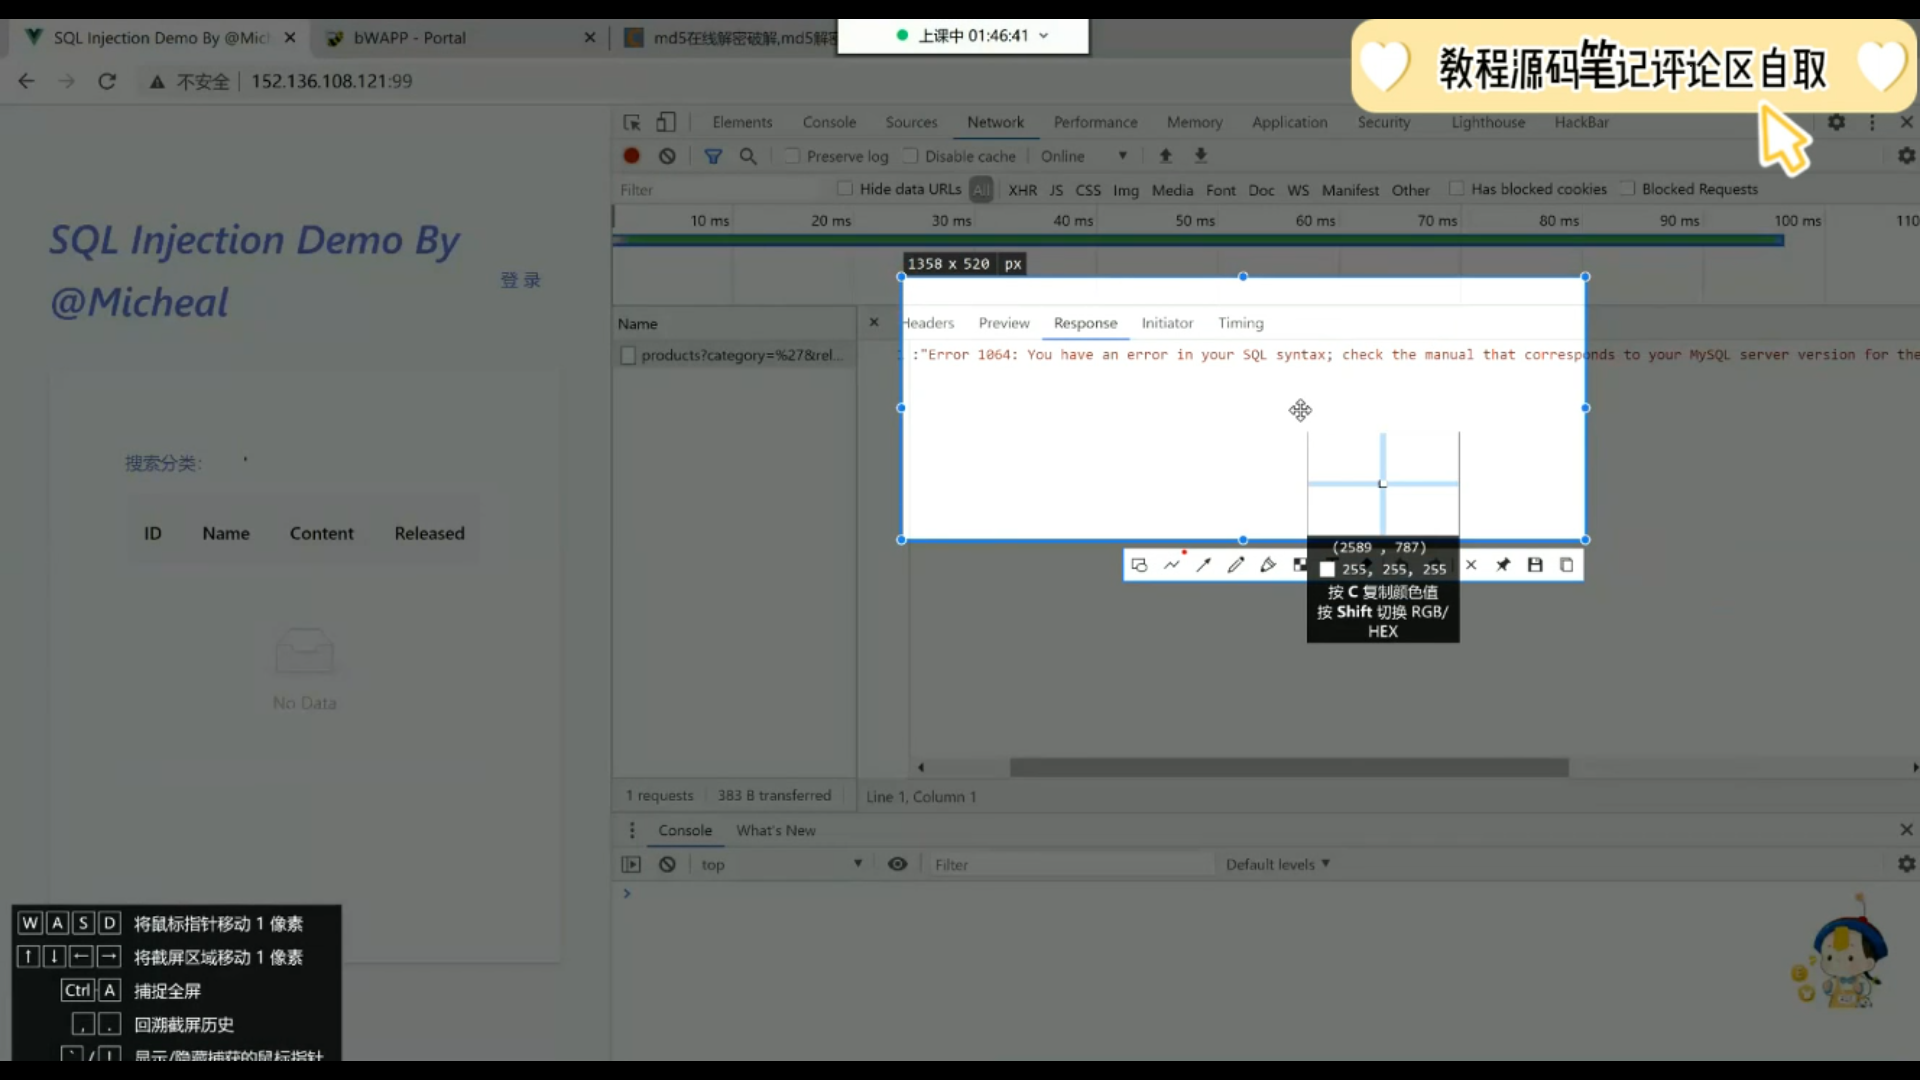 SQL Injection Demo By @Mich
bWAPP - Portal
md5在线解密破解,md5解密
上课中 01:46:41
教程源码笔记评论区自取
不安全
152.136.108.121:99
Elements Console Sources Network Performance Memory Application Security Lighthouse HackBar
Preserve log Disable cache Online
Filter Hide data URLs All XHR JS CSS Img Media Font Doc WS Manifest Other Has blocked cookies Blocked Requests
10 ms 20 ms 30 ms 40 ms 50 ms 60 ms 70 ms 80 ms 90 ms 100 ms 110
SQL Injection Demo By
@Micheal
登 录
1358 x 520 px
Name
Headers Preview Response Initiator Timing
products?category=%27&rel...
:"Error 1064: You have an error in your SQL syntax; check the manual that corresponds to your MySQL server version for the
搜索分类: '
ID Name Content Released
No Data
(2589 , 787)
255, 255, 255
按 C 复制颜色值
按 Shift 切换 RGB/
HEX
1 requests 383 B transferred Line 1, Column 1
Console What's New
top Filter Default levels
W A S D 将鼠标指针移动 1 像素
↑ ↓ ← → 将截屏区域移动 1 像素
Ctrl A 捕捉全屏
, . 回溯截屏历史
显示/隐藏捕获的鼠标指针